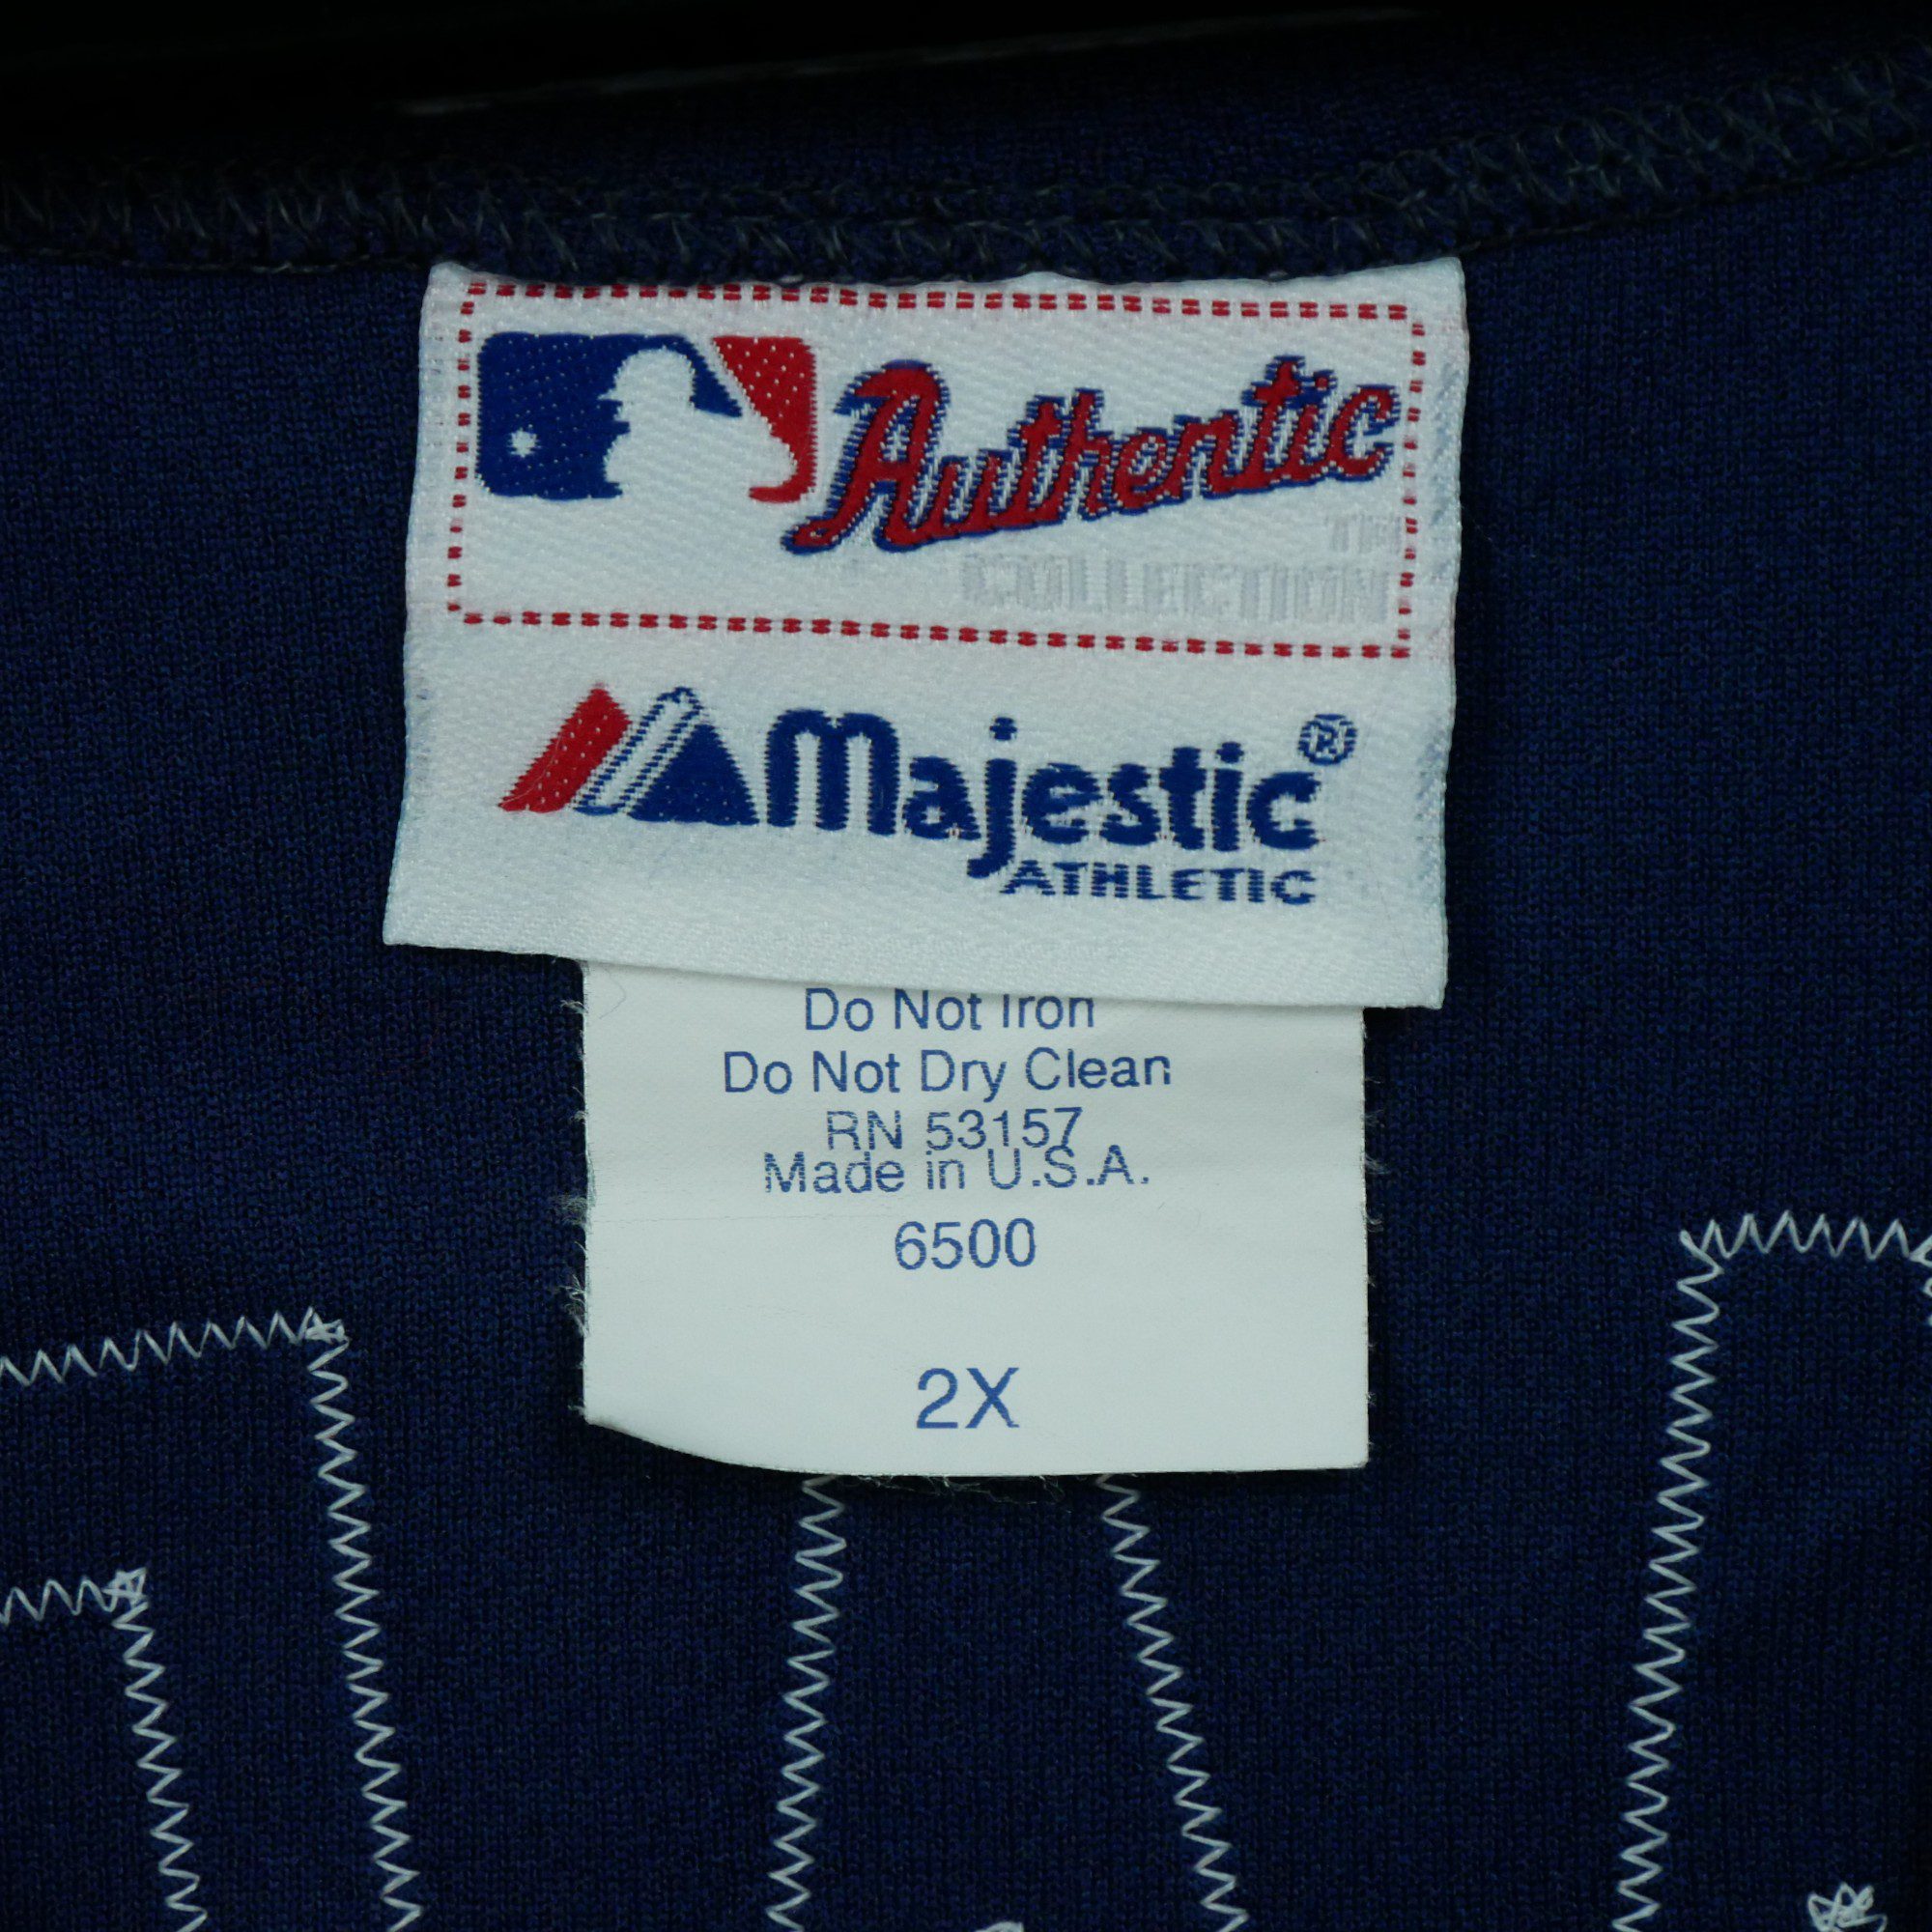 Authentic
TM
COLLECTION
Majestic®
ATHLETIC
Do Not Iron
Do Not Dry Clean
RN 53157
Made in U.S.A.
6500
2X